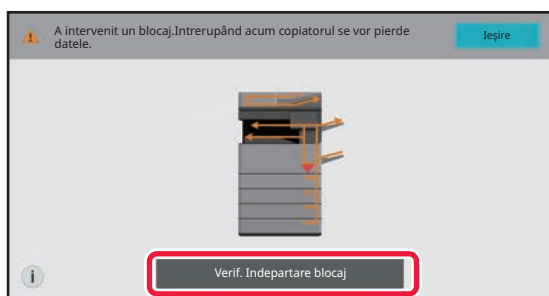 A intervenit un blocaj.Intrerupând acum copiatorul se vor pierde
datele.
Ieşire
Verif. Indepartare blocaj
i